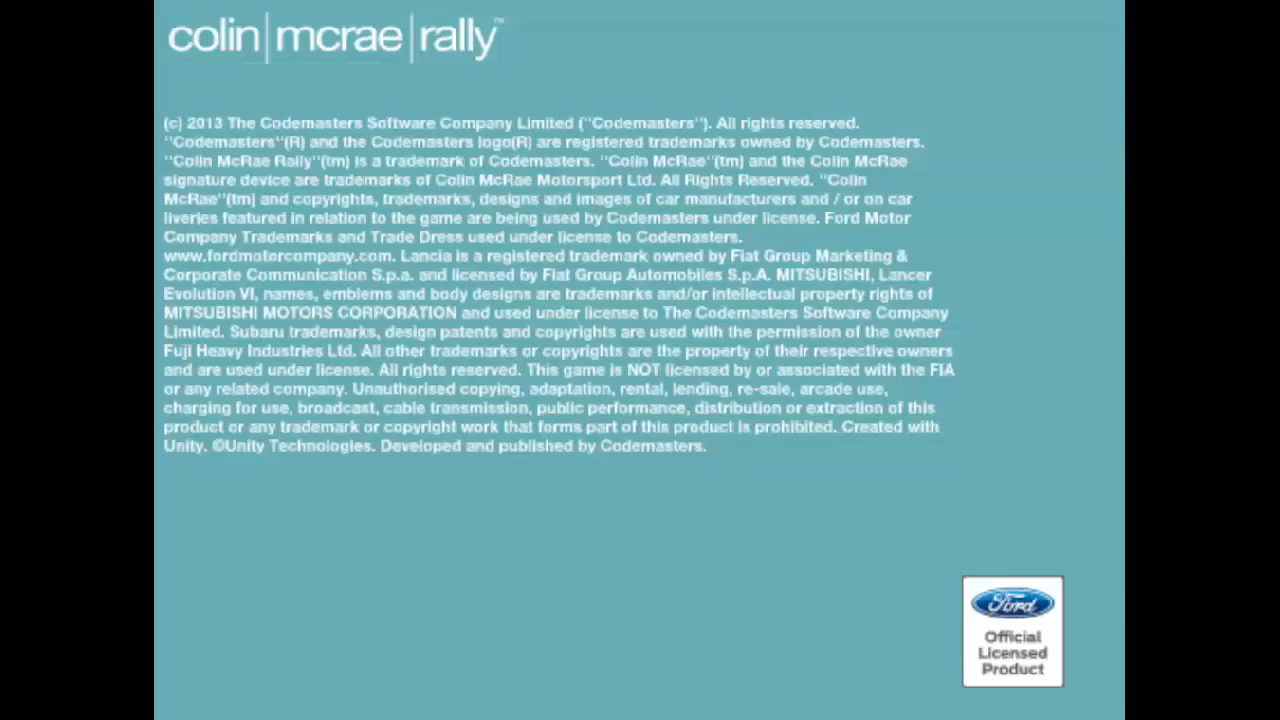 colin|mcrae|rally™
(c) 2013 The Codemasters Software Company Limited (''Codemasters''). All rights reserved.
''Codemasters''(R) and the Codemasters logo(R) are registered trademarks owned by Codemasters.
''Colin McRae Rally''(tm) is a trademark of Codemasters. ''Colin McRae''(tm) and the Colin McRae
signature device are trademarks of Colin McRae Motorsport Ltd. All Rights Reserved. ''Colin
McRae''(tm) and copyrights, trademarks, designs and images of car manufacturers and / or on car
liveries featured in relation to the game are being used by Codemasters under license. Ford Motor
Company Trademarks and Trade Dress used under license to Codemasters.
www.fordmotorcompany.com. Lancia is a registered trademark owned by Fiat Group Marketing &
Corporate Communication S.p.a. and licensed by Fiat Group Automobiles S.p.A. MITSUBISHI, Lancer
Evolution VI, names, emblems and body designs are trademarks and/or intellectual property rights of
MITSUBISHI MOTORS CORPORATION and used under license to The Codemasters Software Company
Limited. Subaru trademarks, design patents and copyrights are used with the permission of the owner
Fuji Heavy Industries Ltd. All other trademarks or copyrights are the property of their respective owners
and are used under license. All rights reserved. This game is NOT licensed by or associated with the FIA
or any related company. Unauthorised copying, adaptation, rental, lending, re-sale, arcade use,
charging for use, broadcast, cable transmission, public performance, distribution or extraction of this
product or any trademark or copyright work that forms part of this product is prohibited. Created with
Unity. ©Unity Technologies. Developed and published by Codemasters.
Ford
Official
Licensed
Product